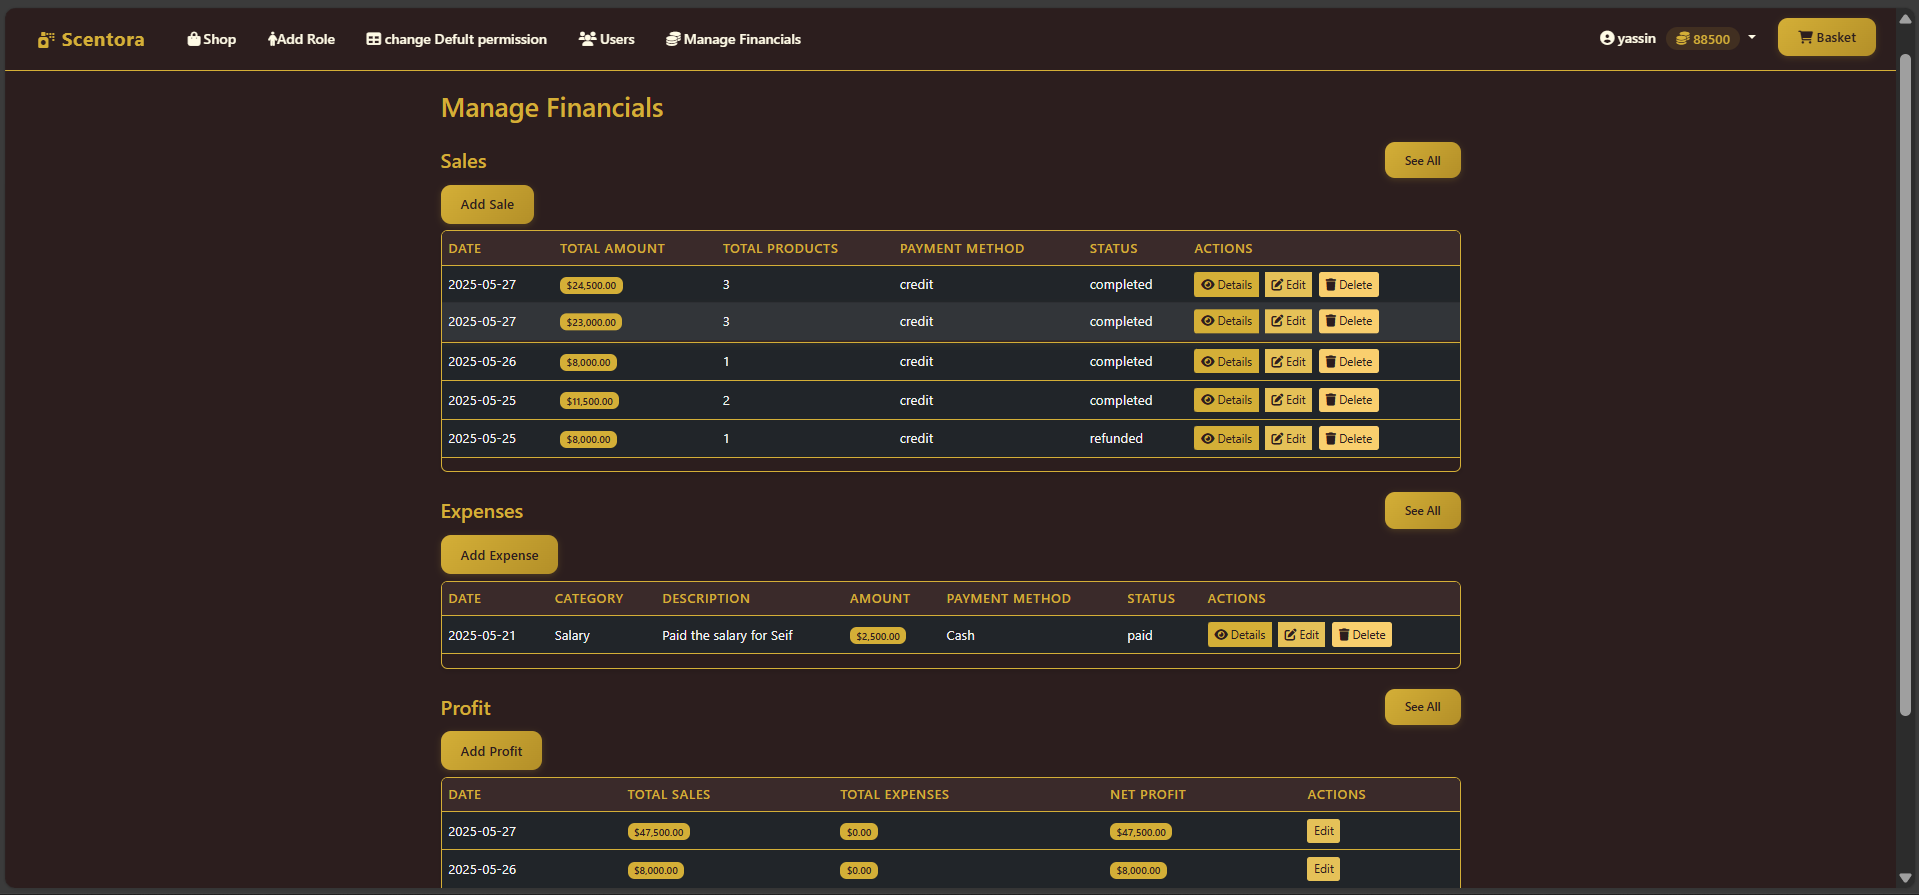 Scentora Shop Add Role change Defult permission Users Manage Financials yassin 88500 Basket
Manage Financials
Sales See All
Add Sale
DATE TOTAL AMOUNT TOTAL PRODUCTS PAYMENT METHOD STATUS ACTIONS
2025-05-27 $24,500.00 3 credit completed Details Edit Delete
2025-05-27 $23,000.00 3 credit completed Details Edit Delete
2025-05-26 $8,000.00 1 credit completed Details Edit Delete
2025-05-25 $11,500.00 2 credit completed Details Edit Delete
2025-05-25 $8,000.00 1 credit refunded Details Edit Delete
Expenses See All
Add Expense
DATE CATEGORY DESCRIPTION AMOUNT PAYMENT METHOD STATUS ACTIONS
2025-05-21 Salary Paid the salary for Seif $2,500.00 Cash paid Details Edit Delete
Profit See All
Add Profit
DATE TOTAL SALES TOTAL EXPENSES NET PROFIT ACTIONS
2025-05-27 $47,500.00 $0.00 $47,500.00 Edit
2025-05-26 $8,000.00 $0.00 $8,000.00 Edit